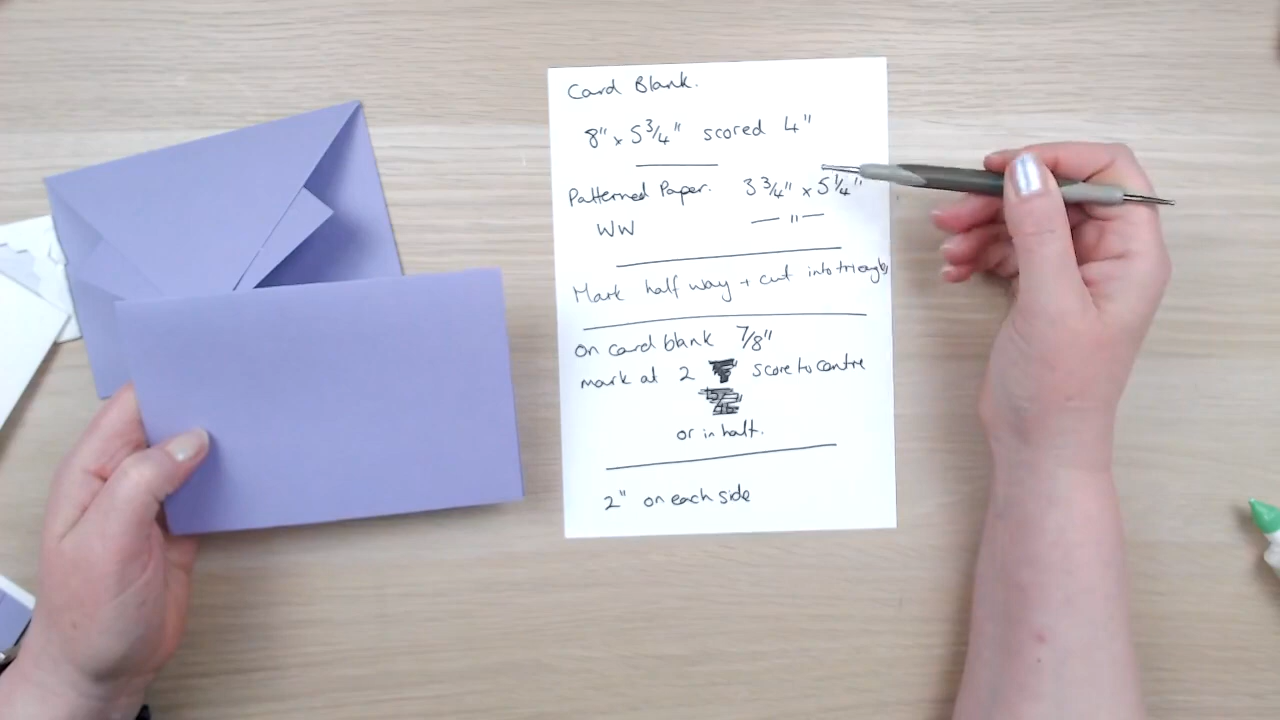 Card Blank.
8" x 5 3/4" scored 4"
Patterned Paper. 3 3/4" x 5 1/4"
WW — " —
Mark half way + cut into triangles
on card blank 7/8"
mark at 2 score to centre
or in half.
2" on each side